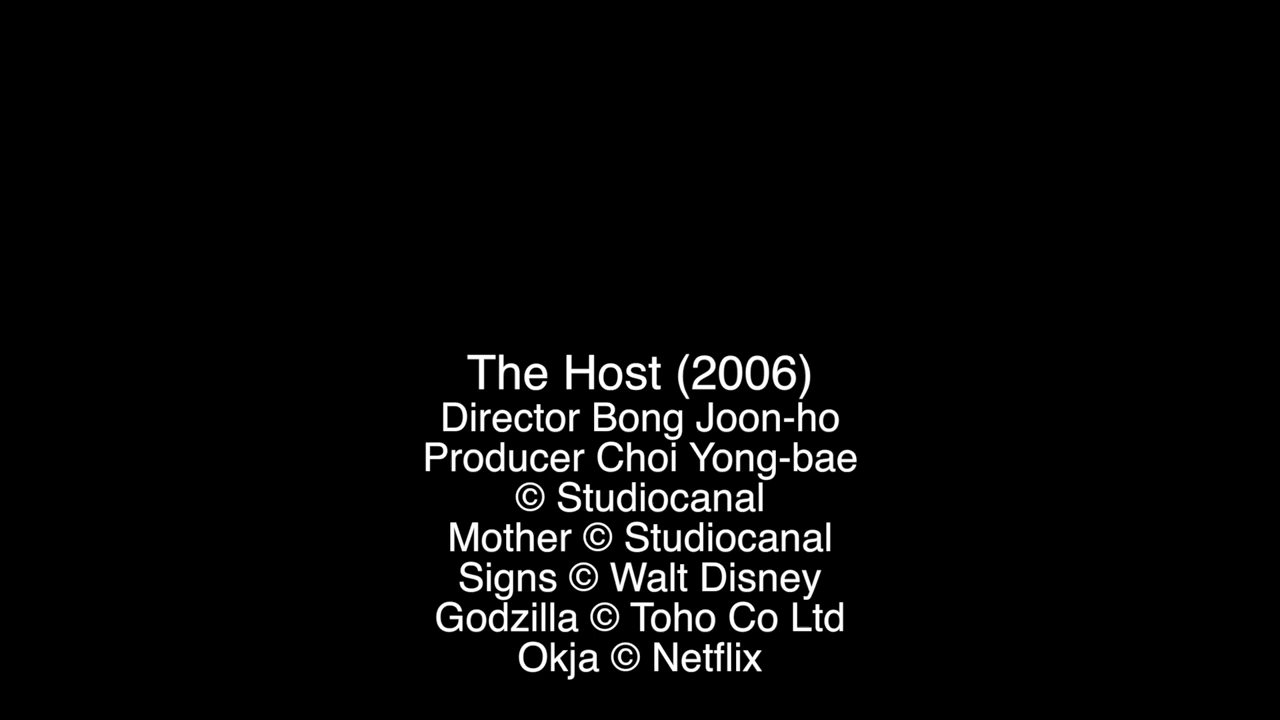 The Host (2006)
Director Bong Joon-ho
Producer Choi Yong-bae
© Studiocanal
Mother © Studiocanal
Signs © Walt Disney
Godzilla © Toho Co Ltd
Okja © Netflix